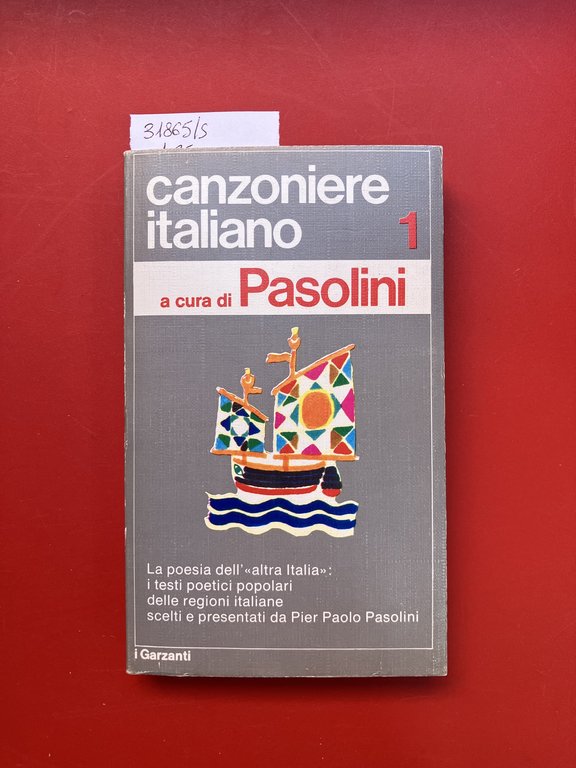 31865/S
canzoniere
italiano 1
a cura di Pasolini
La poesia dell'«altra Italia»:
i testi poetici popolari
delle regioni italiane
scelti e presentati da Pier Paolo Pasolini
i Garzanti